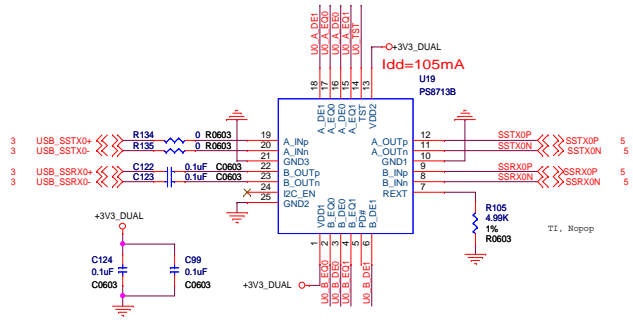 U0_A_DE1
U0_A_EQ0
U0_A_DE0
U0_A_EQ1
U0_TST
+3V3_DUAL
Idd=105mA
U19
PS8713B
18
17
16
15
14
13
A_DE1
A_EQ0
A_DE0
A_EQ1
TST
VDD2
3 USB_SSTX0+ R134 0 R0603 19 A_INp A_OUTp 12 SSTX0P 5
3 USB_SSTX0- R135 0 R0603 20 A_INn A_OUTn 11 SSTX0N 5
21 GND3 GND1 10
3 USB_SSRX0+ C122 0.1uF C0603 22 B_OUTp B_INp 9 SSRX0P 5
3 USB_SSRX0- C123 0.1uF C0603 23 B_OUTn B_INn 8 SSRX0N 5
24 I2C_EN REXT 7
25 GND2
VDD1
B_EQ0
B_DE0
B_EQ1
PD#
B_DE1
1
2
3
4
5
6
U0_B_EQ0
U0_B_DE0
U0_B_EQ1
U0_B_DE1
R105
4.99K
1%
R0603
TI, Nopop
+3V3_DUAL
C124
0.1uF
C0603
C99
0.1uF
C0603
+3V3_DUAL